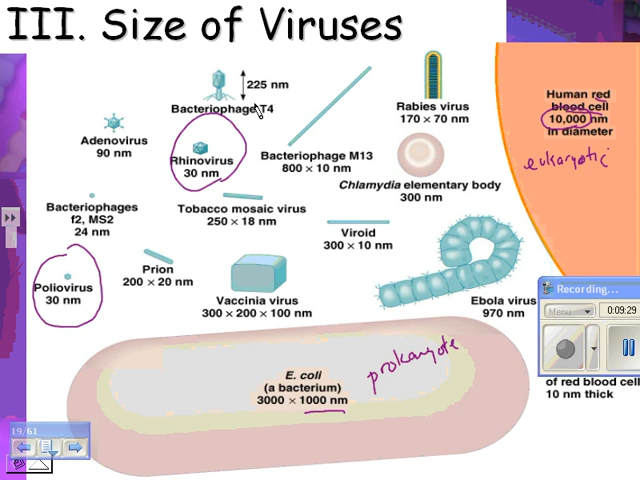 III. Size of Viruses
225 nm
Bacteriophage T4
Adenovirus
90 nm
Rhinovirus
30 nm
Bacteriophage M13
800 × 10 nm
Rabies virus
170 × 70 nm
Human red
blood cell
10,000 nm
in diameter
eukaryotic
Chlamydia elementary body
300 nm
Bacteriophages
f2, MS2
24 nm
Tobacco mosaic virus
250 × 18 nm
Viroid
300 × 10 nm
Prion
200 × 20 nm
Poliovirus
30 nm
Vaccinia virus
300 × 200 × 100 nm
Ebola virus
970 nm
Recording...
Menu
0:09:29
E. coli
(a bacterium)
3000 × 1000 nm
prokaryote
of red blood cell
10 nm thick
19/61